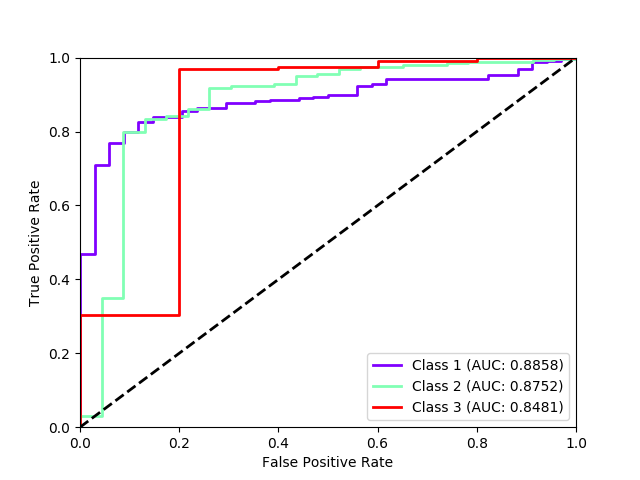 1.0
0.8
0.6
0.4
0.2
0.0
True Positive Rate
0.0 0.2 0.4 0.6 0.8 1.0
False Positive Rate
Class 1 (AUC: 0.8858)
Class 2 (AUC: 0.8752)
Class 3 (AUC: 0.8481)